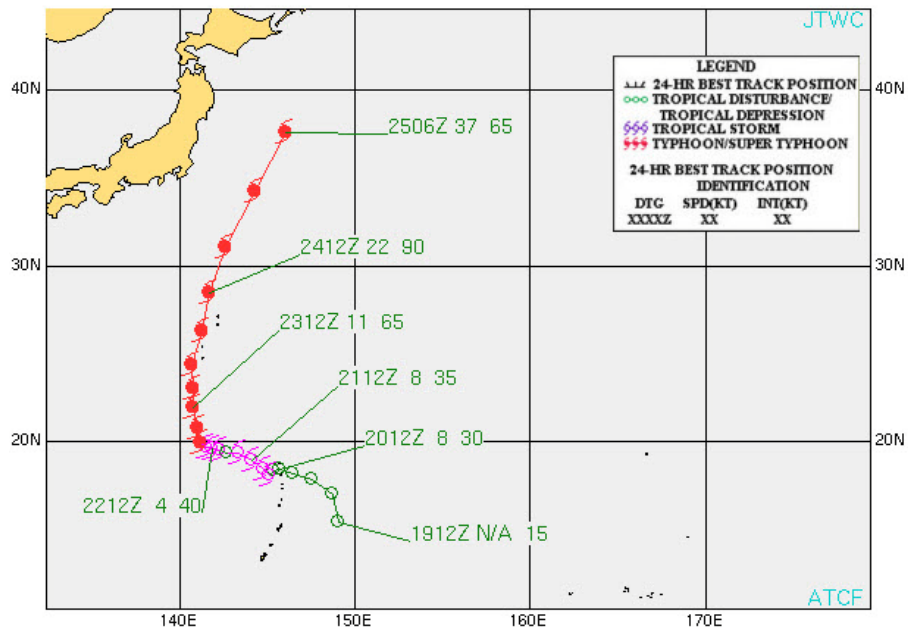 JTWC
LEGEND
24-HR BEST TRACK POSITION
TROPICAL DISTURBANCE/
TROPICAL DEPRESSION
TROPICAL STORM
TYPHOON/SUPER TYPHOON
24-HR BEST TRACK POSITION
IDENTIFICATION
DTG SPD(KT) INT(KT)
XXXXZ XX XX
40N 40N
2506Z 37 65
2412Z 22 90
30N 30N
2312Z 11 65
2112Z 8 35
20N 2012Z 8 30 20N
2212Z 4 40
1912Z N/A 15
ATCF
140E 150E 160E 170E